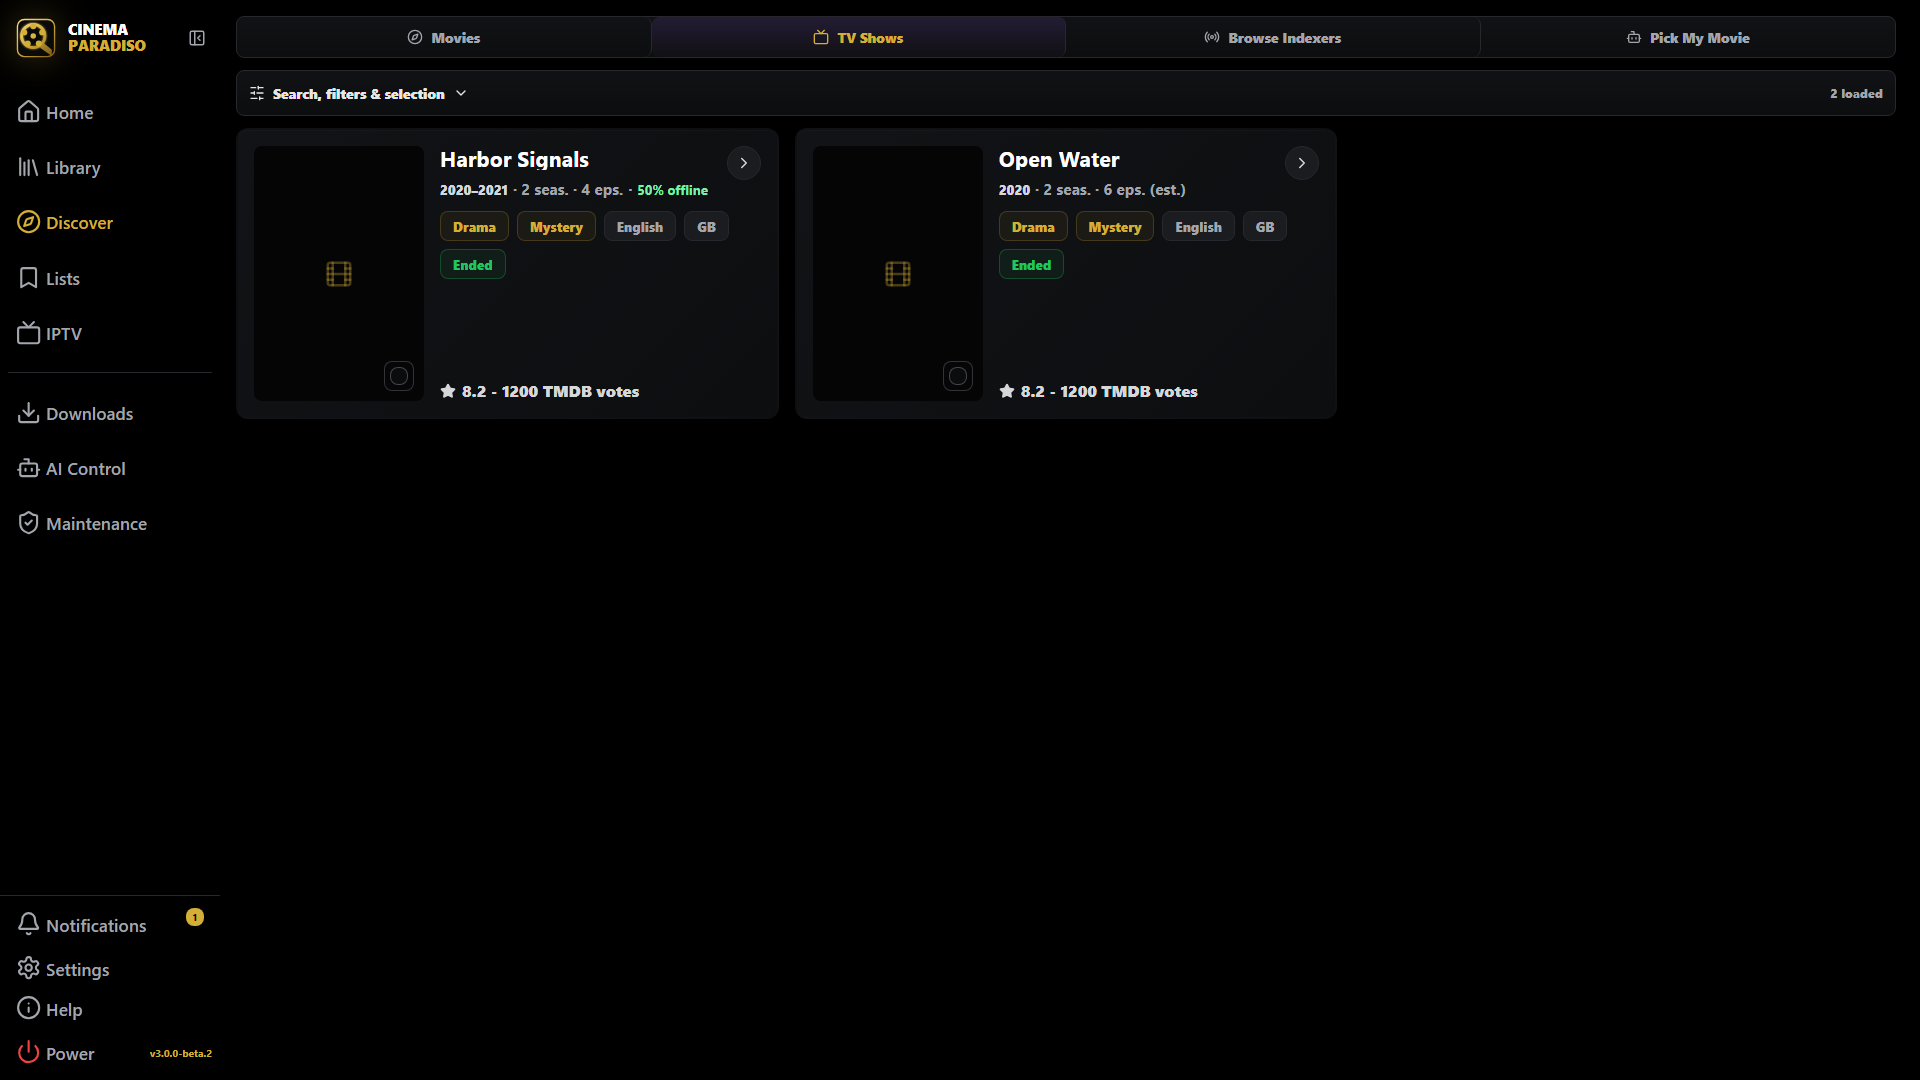 CINEMA
PARADISO
Home
Library
Discover
Lists
IPTV
Downloads
AI Control
Maintenance
Notifications
1
Settings
Help
Power
v3.0.0-beta.2
Movies
TV Shows
Browse Indexers
Pick My Movie
Search, filters & selection
2 loaded
Harbor Signals
2020–2021 · 2 seas. · 4 eps. · 50% offline
Drama
Mystery
English
GB
Ended
8.2 - 1200 TMDB votes
Open Water
2020 · 2 seas. · 6 eps. (est.)
Drama
Mystery
English
GB
Ended
8.2 - 1200 TMDB votes